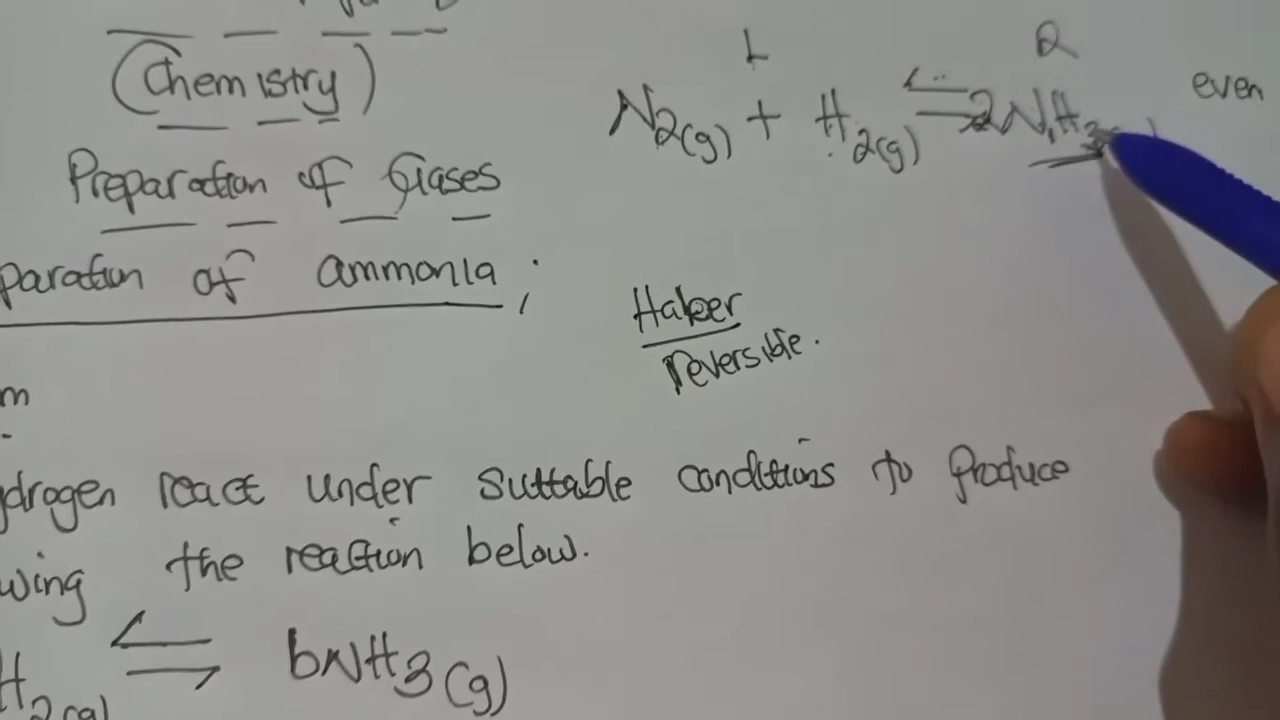 (Chemistry)
Preparation of Gases
paration of ammonia;
m
drogen react under suitable conditions to produce
wing the reaction below.
H2(g) ⇌ bNH3(g)
L R
N2(g) + H2(g) ⇌ 2NH3
even
Haber
reversible.